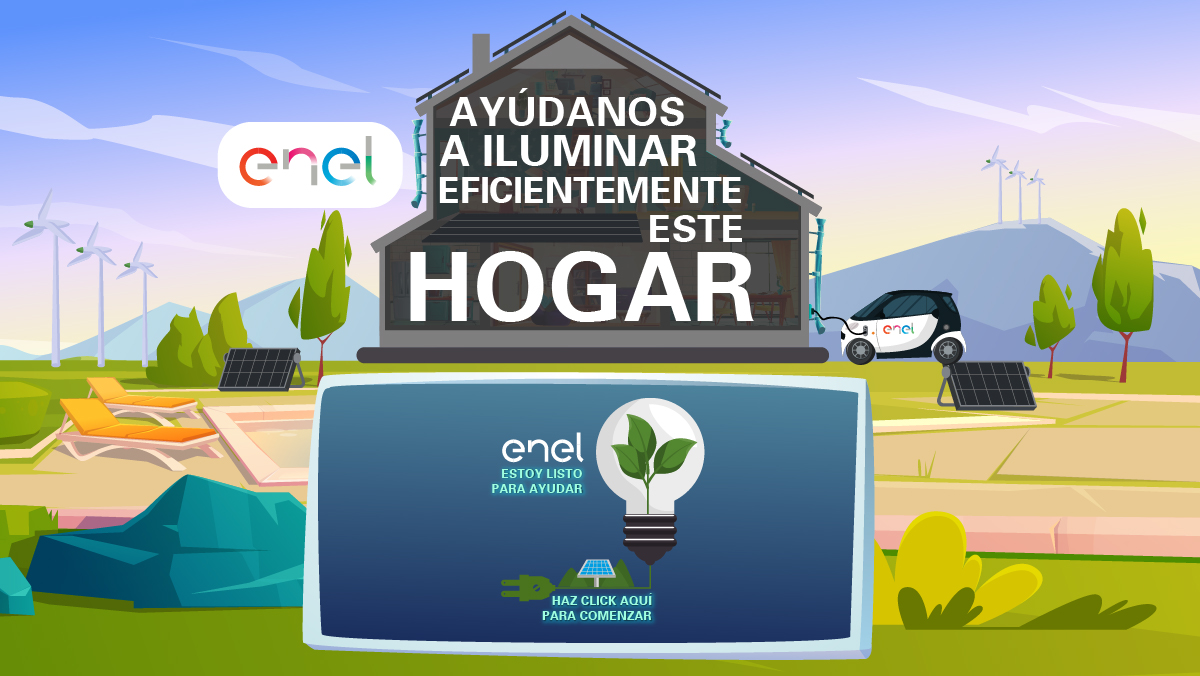 enel
AYÚDANOS
A ILUMINAR
EFICIENTEMENTE
ESTE
HOGAR
enel
enel
ESTOY LISTO
PARA AYUDAR
HAZ CLICK AQUÍ
PARA COMENZAR